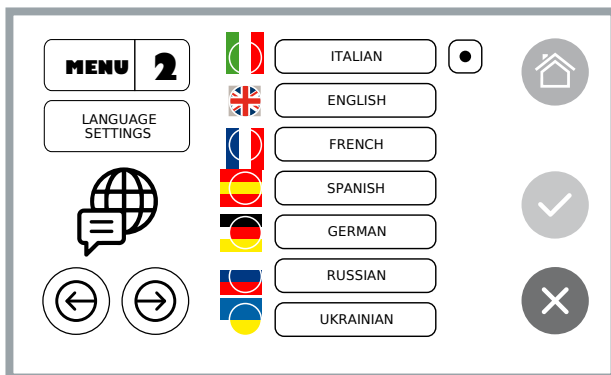 MENU 2
LANGUAGE
SETTINGS
ITALIAN
ENGLISH
FRENCH
SPANISH
GERMAN
RUSSIAN
UKRAINIAN